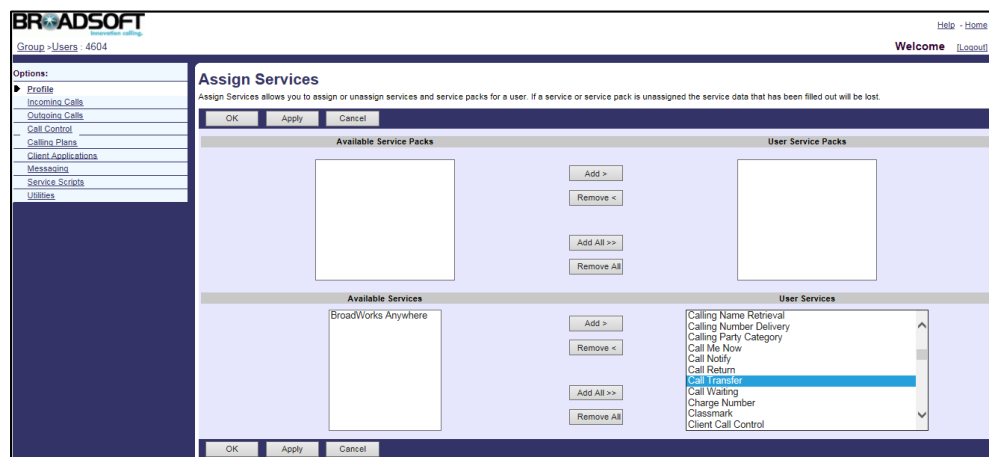 BROADSOFT
Innovation calling.
Help - Home
Group >Users : 4604
Welcome [Logout]
Options:
Profile
Incoming Calls
Outgoing Calls
Call Control
Calling Plans
Client Applications
Messaging
Service Scripts
Utilities
Assign Services
Assign Services allows you to assign or unassign services and service packs for a user. If a service or service pack is unassigned the service data that has been filled out will be lost.
OK Apply Cancel
Available Service Packs
User Service Packs
Add >
Remove <
Add All >>
Remove All
Available Services
User Services
BroadWorks Anywhere
Add >
Remove <
Add All >>
Remove All
Calling Name Retrieval
Calling Number Delivery
Calling Party Category
Call Me Now
Call Notify
Call Return
Call Transfer
Call Waiting
Charge Number
Classmark
Client Call Control
OK Apply Cancel